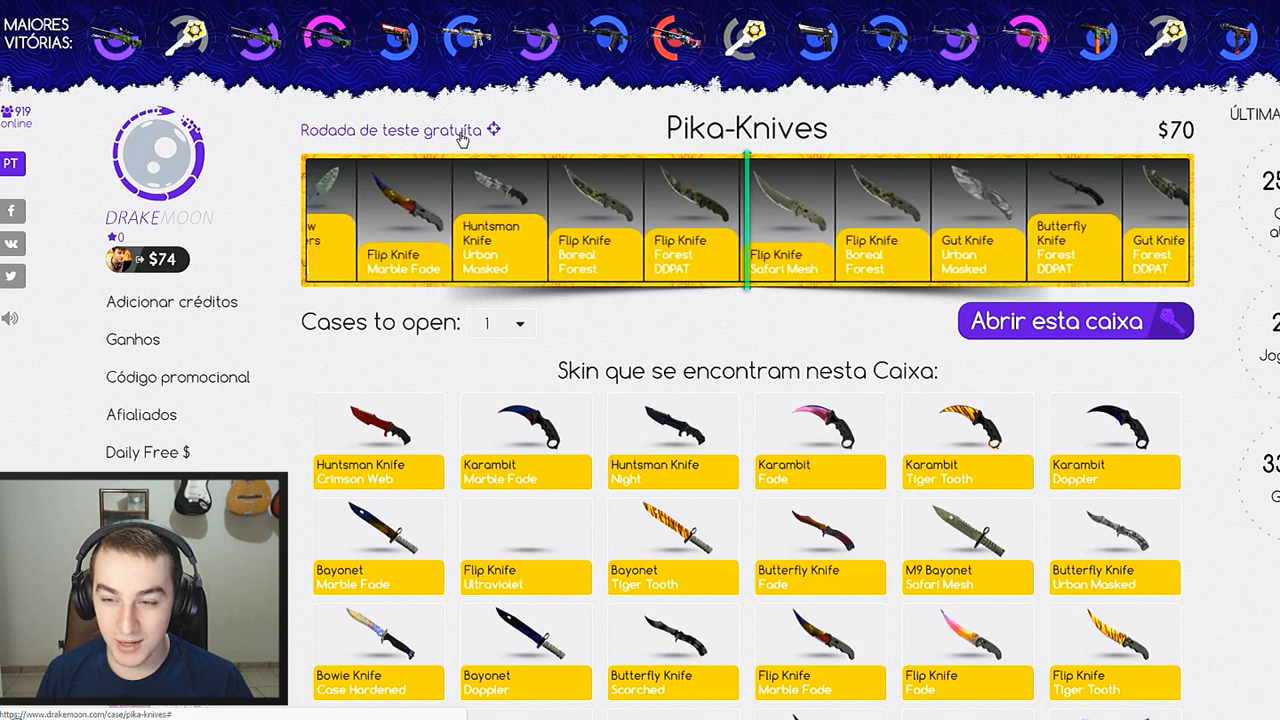 MAIORES
VITÓRIAS:
919
online
PT
DRAKEMOON
0
$74
Adicionar créditos
Ganhos
Código promocional
Afialiados
Daily Free $
Rodada de teste gratuíta
Pika-Knives
$70
Flip Knife
Marble Fade
Huntsman
Knife
Urban
Masked
Flip Knife
Boreal
Forest
Flip Knife
Forest
DDPAT
Flip Knife
Safari Mesh
Flip Knife
Boreal
Forest
Gut Knife
Urban
Masked
Butterfly
Knife
Forest
DDPAT
Gut Knife
Forest
DDPAT
Cases to open:
1
Abrir esta caixa
Skin que se encontram nesta Caixa:
Huntsman Knife
Crimson Web
Karambit
Marble Fade
Huntsman Knife
Night
Karambit
Fade
Karambit
Tiger Tooth
Karambit
Doppler
Bayonet
Marble Fade
Flip Knife
Ultraviolet
Bayonet
Tiger Tooth
Butterfly Knife
Fade
M9 Bayonet
Safari Mesh
Butterfly Knife
Urban Masked
Bowie Knife
Case Hardened
Bayonet
Doppler
Butterfly Knife
Scorched
Flip Knife
Marble Fade
Flip Knife
Fade
Flip Knife
Tiger Tooth
https://www.drakemoon.com/case/pika-knives#